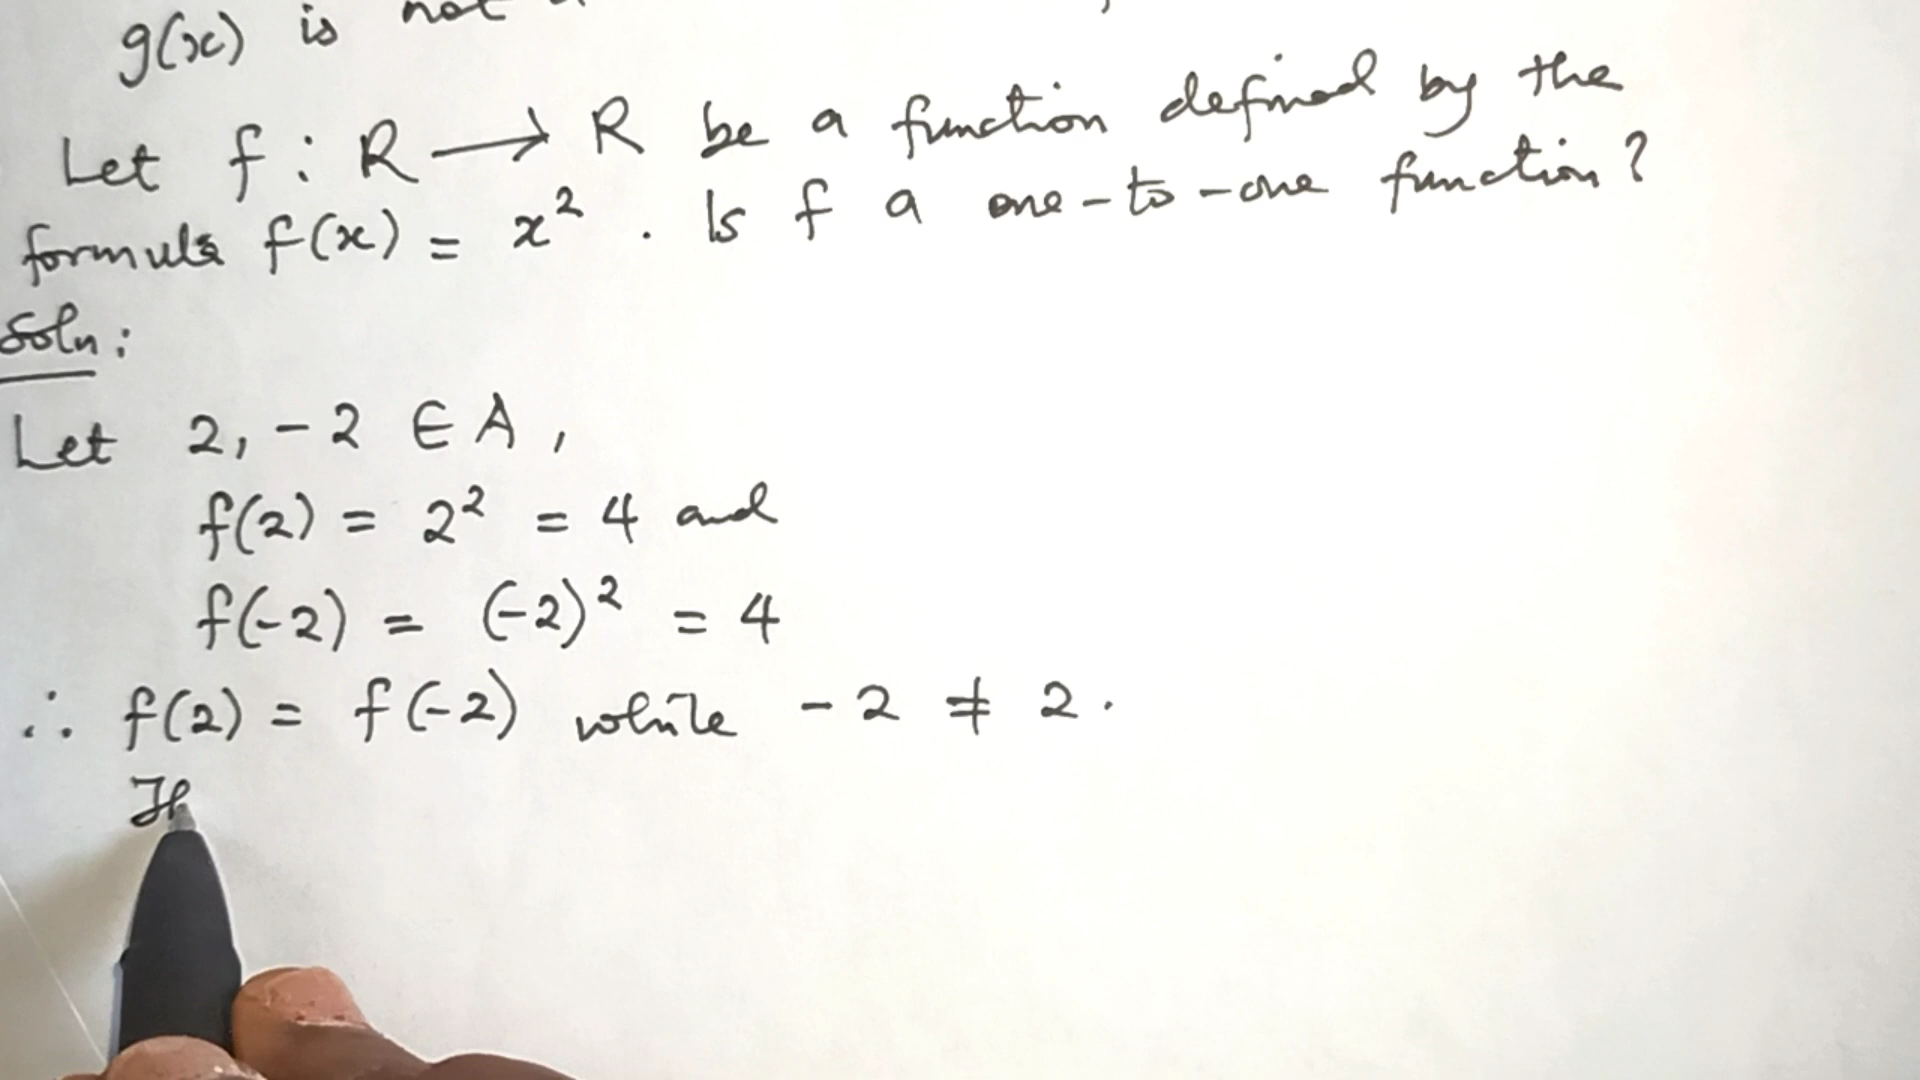 g(x) is not
Let f : R → R be a function defined by the
formula f(x) = x². Is f a one-to-one function?
Soln:
Let 2, -2 ∈ A,
f(2) = 2² = 4 and
f(-2) = (-2)² = 4
∴ f(2) = f(-2) while -2 ≠ 2.